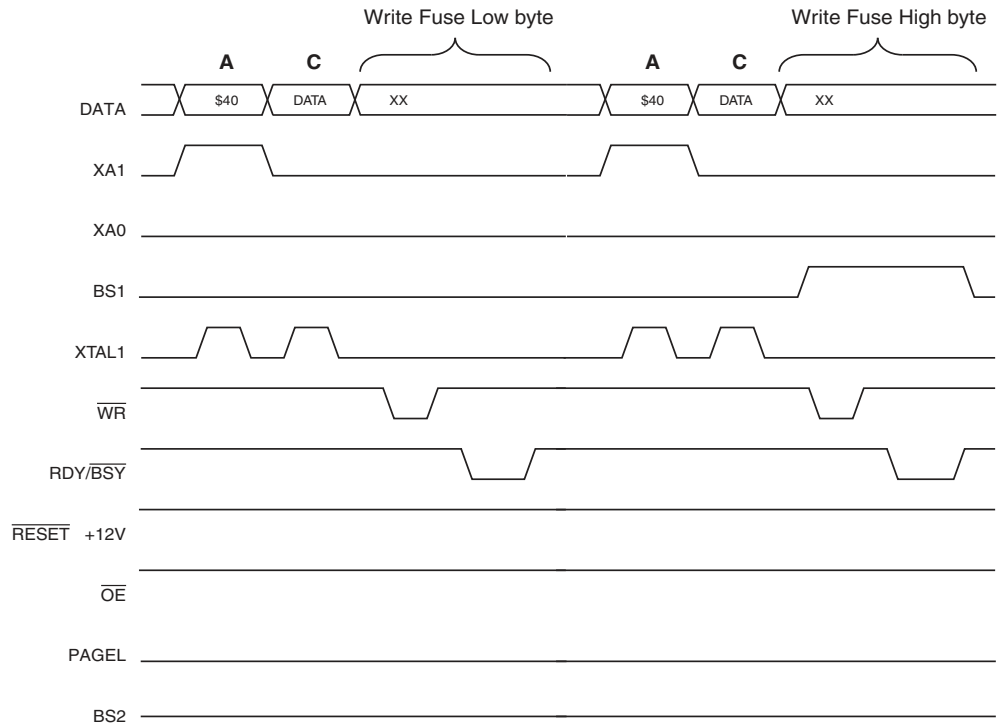 Write Fuse Low byte Write Fuse High byte
A C A C
DATA $40 DATA XX $40 DATA XX
XA1
XA0
BS1
XTAL1
WR
RDY/BSY
RESET +12V
OE
PAGEL
BS2